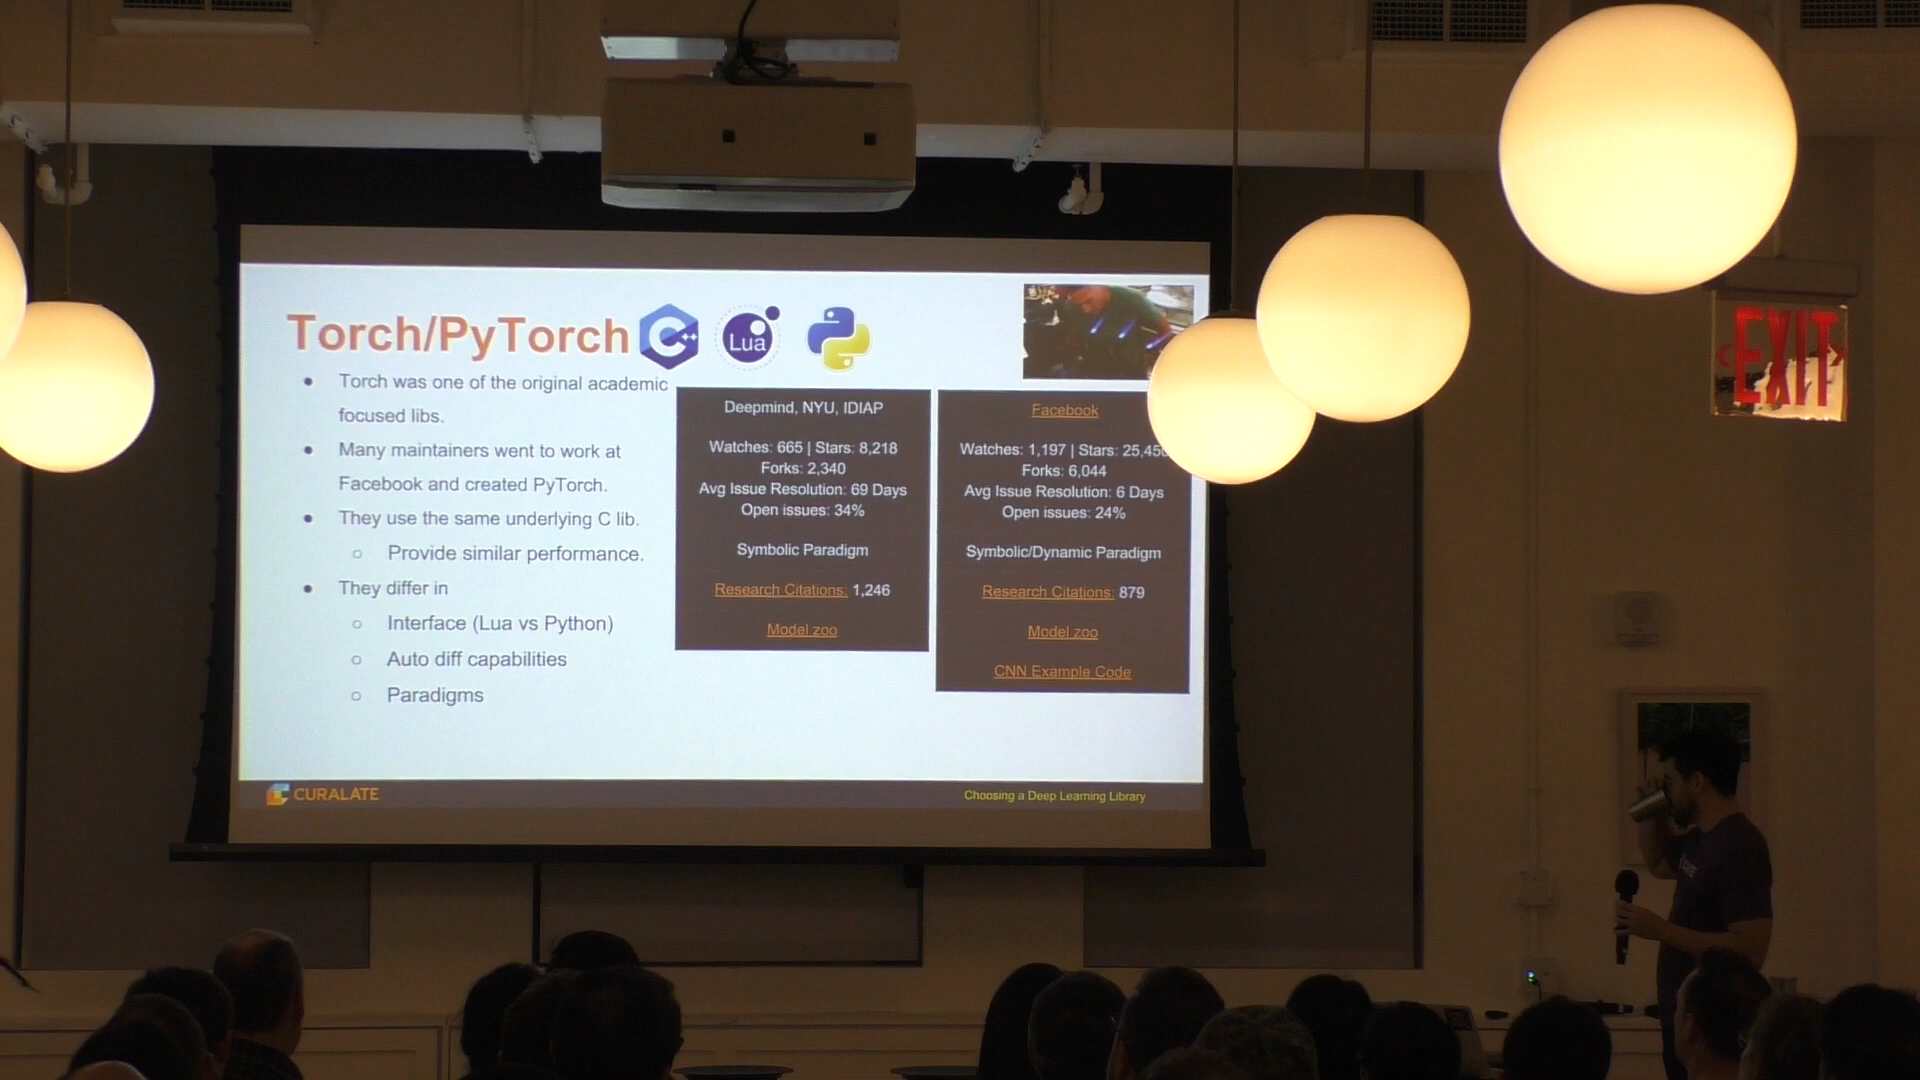 Torch/PyTorch
C++
Lua
Torch was one of the original academic
focused libs.
Many maintainers went to work at
Facebook and created PyTorch.
They use the same underlying C lib.
Provide similar performance.
They differ in
Interface (Lua vs Python)
Auto diff capabilities
Paradigms
Deepmind, NYU, IDIAP
Watches: 665 | Stars: 8,218
Forks: 2,340
Avg Issue Resolution: 69 Days
Open issues: 34%
Symbolic Paradigm
Research Citations: 1,246
Model zoo
Facebook
Watches: 1,197 | Stars: 25,450
Forks: 6,044
Avg Issue Resolution: 6 Days
Open issues: 24%
Symbolic/Dynamic Paradigm
Research Citations: 879
Model zoo
CNN Example Code
CURALATE
Choosing a Deep Learning Library
EXIT